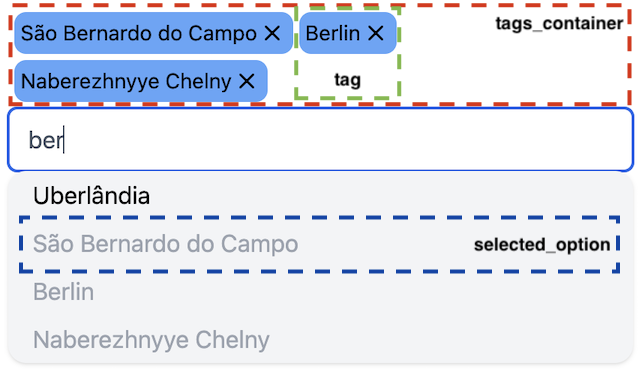 São Bernardo do Campo ✕ Berlin ✕ tags_container
Naberezhnyye Chelny ✕ tag
ber
Uberlândia
São Bernardo do Campo selected_option
Berlin
Naberezhnyye Chelny